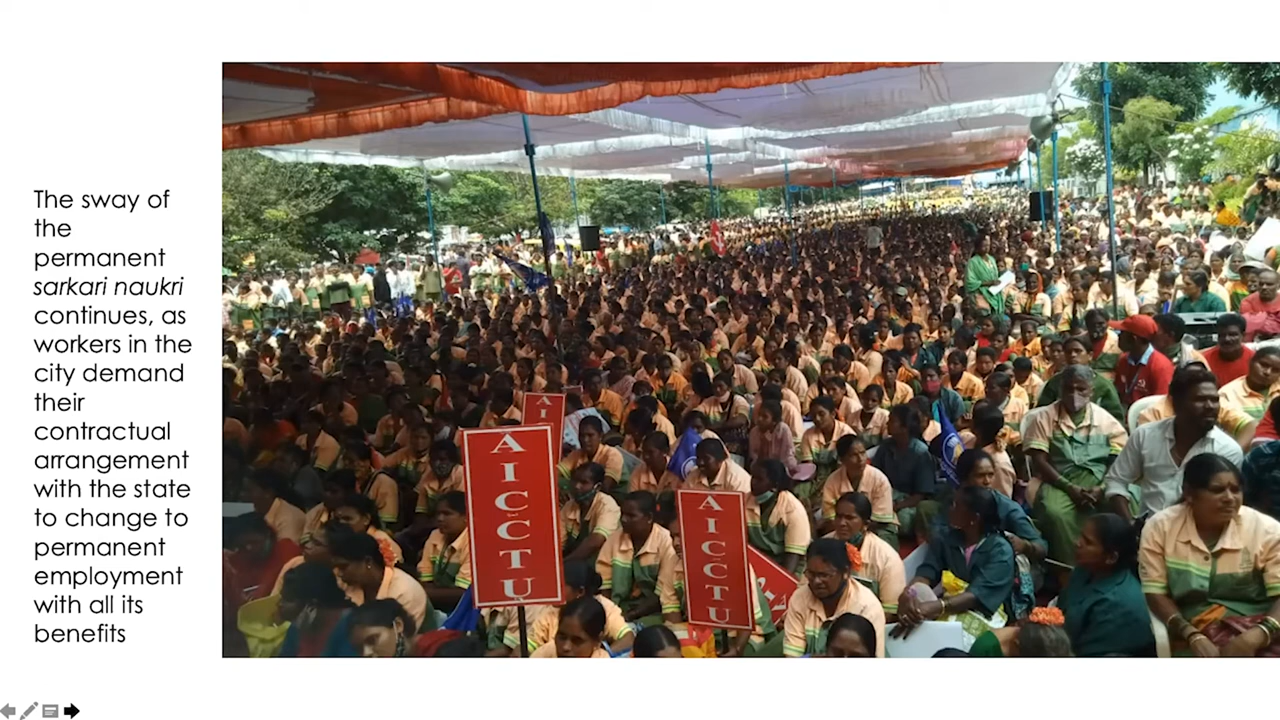 The sway of
the
permanent
sarkari naukri
continues, as
workers in the
city demand
their
contractual
arrangement
with the state
to change to
permanent
employment
with all its
benefits
AI
AICCTU
AICCTU